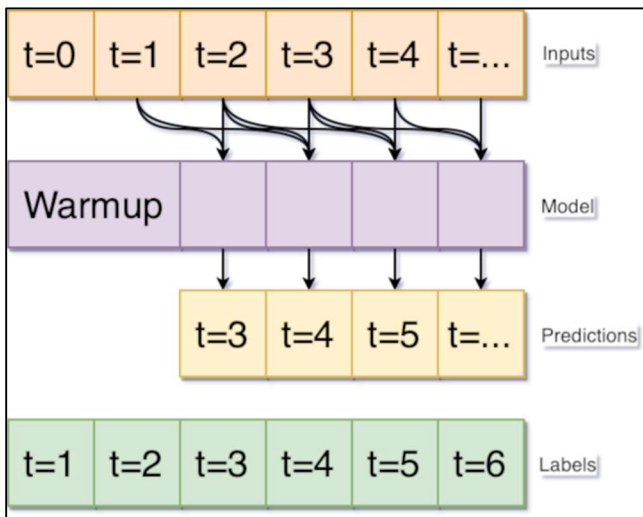 t=0 t=1 t=2 t=3 t=4 t=... Inputs
Warmup Model
t=3 t=4 t=5 t=... Predictions
t=1 t=2 t=3 t=4 t=5 t=6 Labels